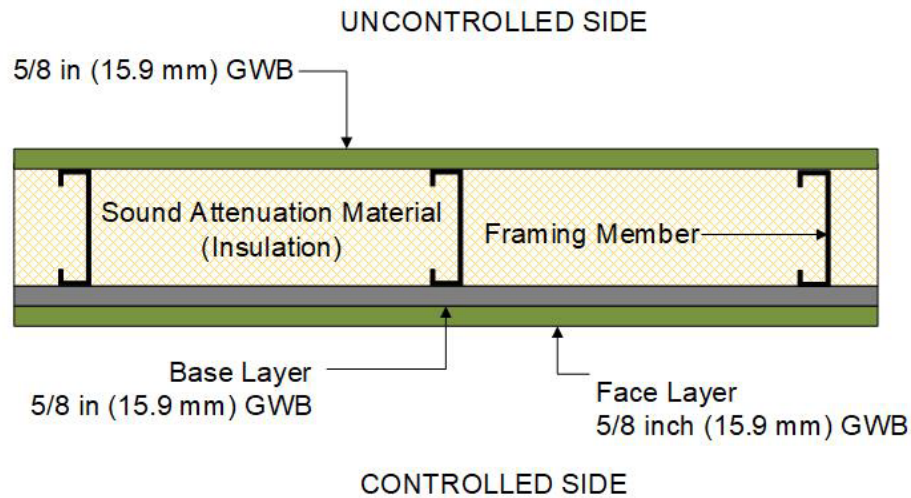 UNCONTROLLED SIDE
5/8 in (15.9 mm) GWB
Sound Attenuation Material
(Insulation)
Framing Member
Base Layer
5/8 in (15.9 mm) GWB
Face Layer
5/8 inch (15.9 mm) GWB
CONTROLLED SIDE